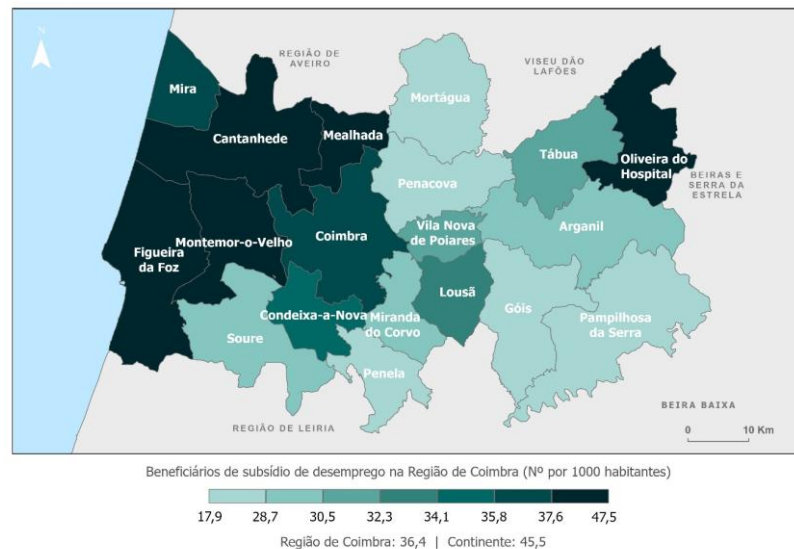 REGIÃO DE
AVEIRO
VISEU DÃO
LAFÕES
Mira
Mortágua
Cantanhede
Mealhada
Tábua
Oliveira do
Hospital
BEIRAS E
SERRA DA
ESTRELA
Penacova
Vila Nova
de Poiares
Arganil
Coimbra
Montemor-o-Velho
Figueira
da Foz
Lousã
Góis
Condeixa-a-Nova
Miranda
do Corvo
Pampilhosa
da Serra
Soure
Penela
BEIRA BAIXA
REGIÃO DE LEIRIA
0 10 Km
Beneficiários de subsídio de desemprego na Região de Coimbra (Nº por 1000 habitantes)
17,9 28,7 30,5 32,3 34,1 35,8 37,6 47,5
Região de Coimbra: 36,4 | Continente: 45,5